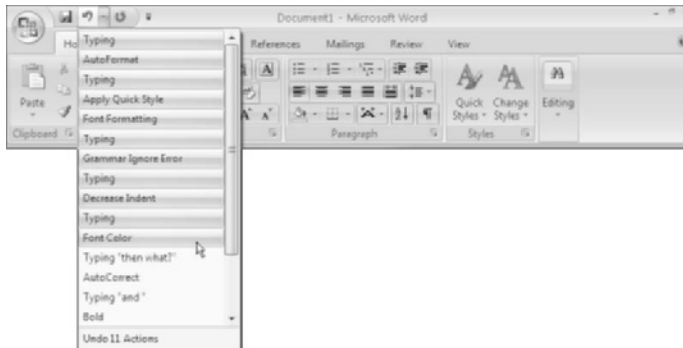 Document1 - Microsoft Word
Ho
References Mailings Review View
Typing
AutoFormat
Typing
Apply Quick Style
Font Formatting
Typing
Grammar Ignore Error
Typing
Decrease Indent
Typing
Font Color
Typing "then what?"
AutoCorrect
Typing "and "
Bold
Undo 11 Actions
Paste
Clipboard
Paragraph
Quick Styles
Change Styles
Styles
Editing